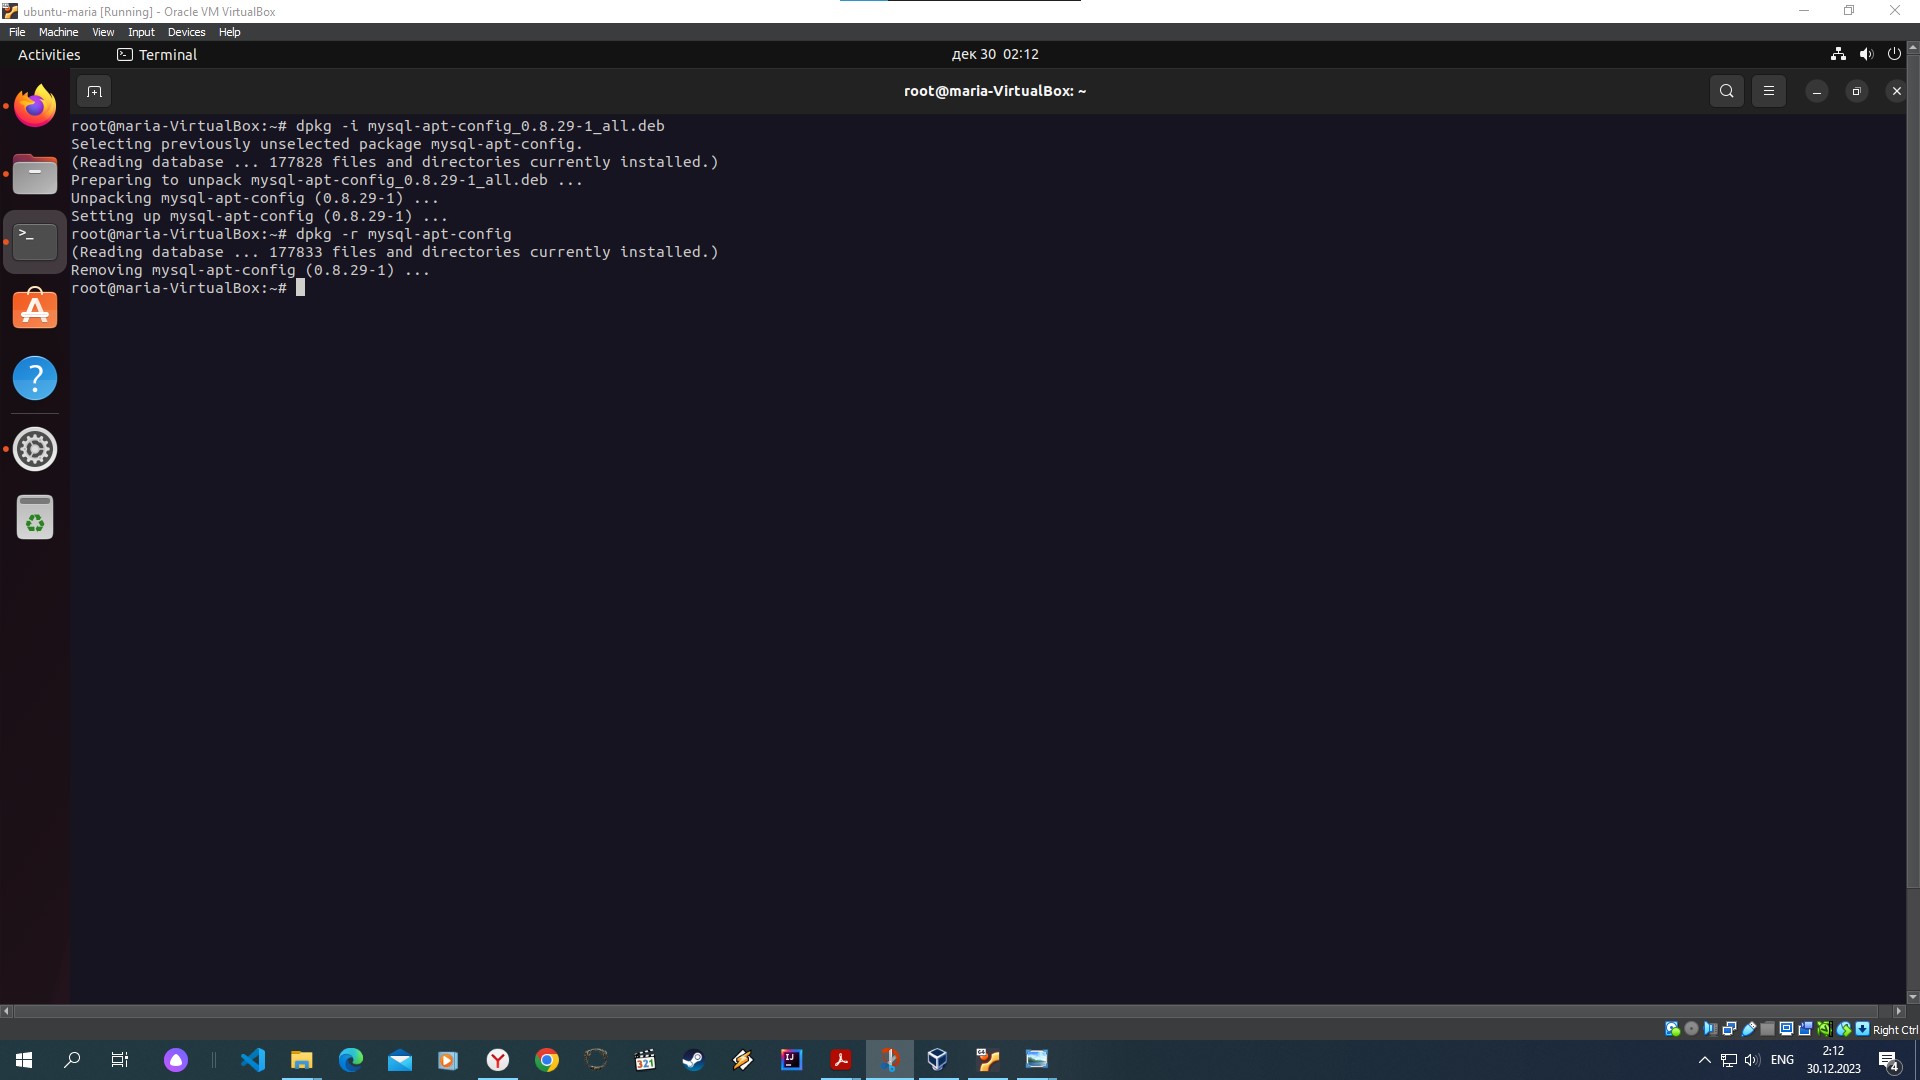 ubuntu-maria [Running] - Oracle VM VirtualBox
File Machine View Input Devices Help
Activities Terminal дек 30 02:12
root@maria-VirtualBox: ~
root@maria-VirtualBox:~# dpkg -i mysql-apt-config_0.8.29-1_all.deb
Selecting previously unselected package mysql-apt-config.
(Reading database ... 177828 files and directories currently installed.)
Preparing to unpack mysql-apt-config_0.8.29-1_all.deb ...
Unpacking mysql-apt-config (0.8.29-1) ...
Setting up mysql-apt-config (0.8.29-1) ...
root@maria-VirtualBox:~# dpkg -r mysql-apt-config
(Reading database ... 177833 files and directories currently installed.)
Removing mysql-apt-config (0.8.29-1) ...
root@maria-VirtualBox:~#
Right Ctrl
ENG
2:12
30.12.2023
4